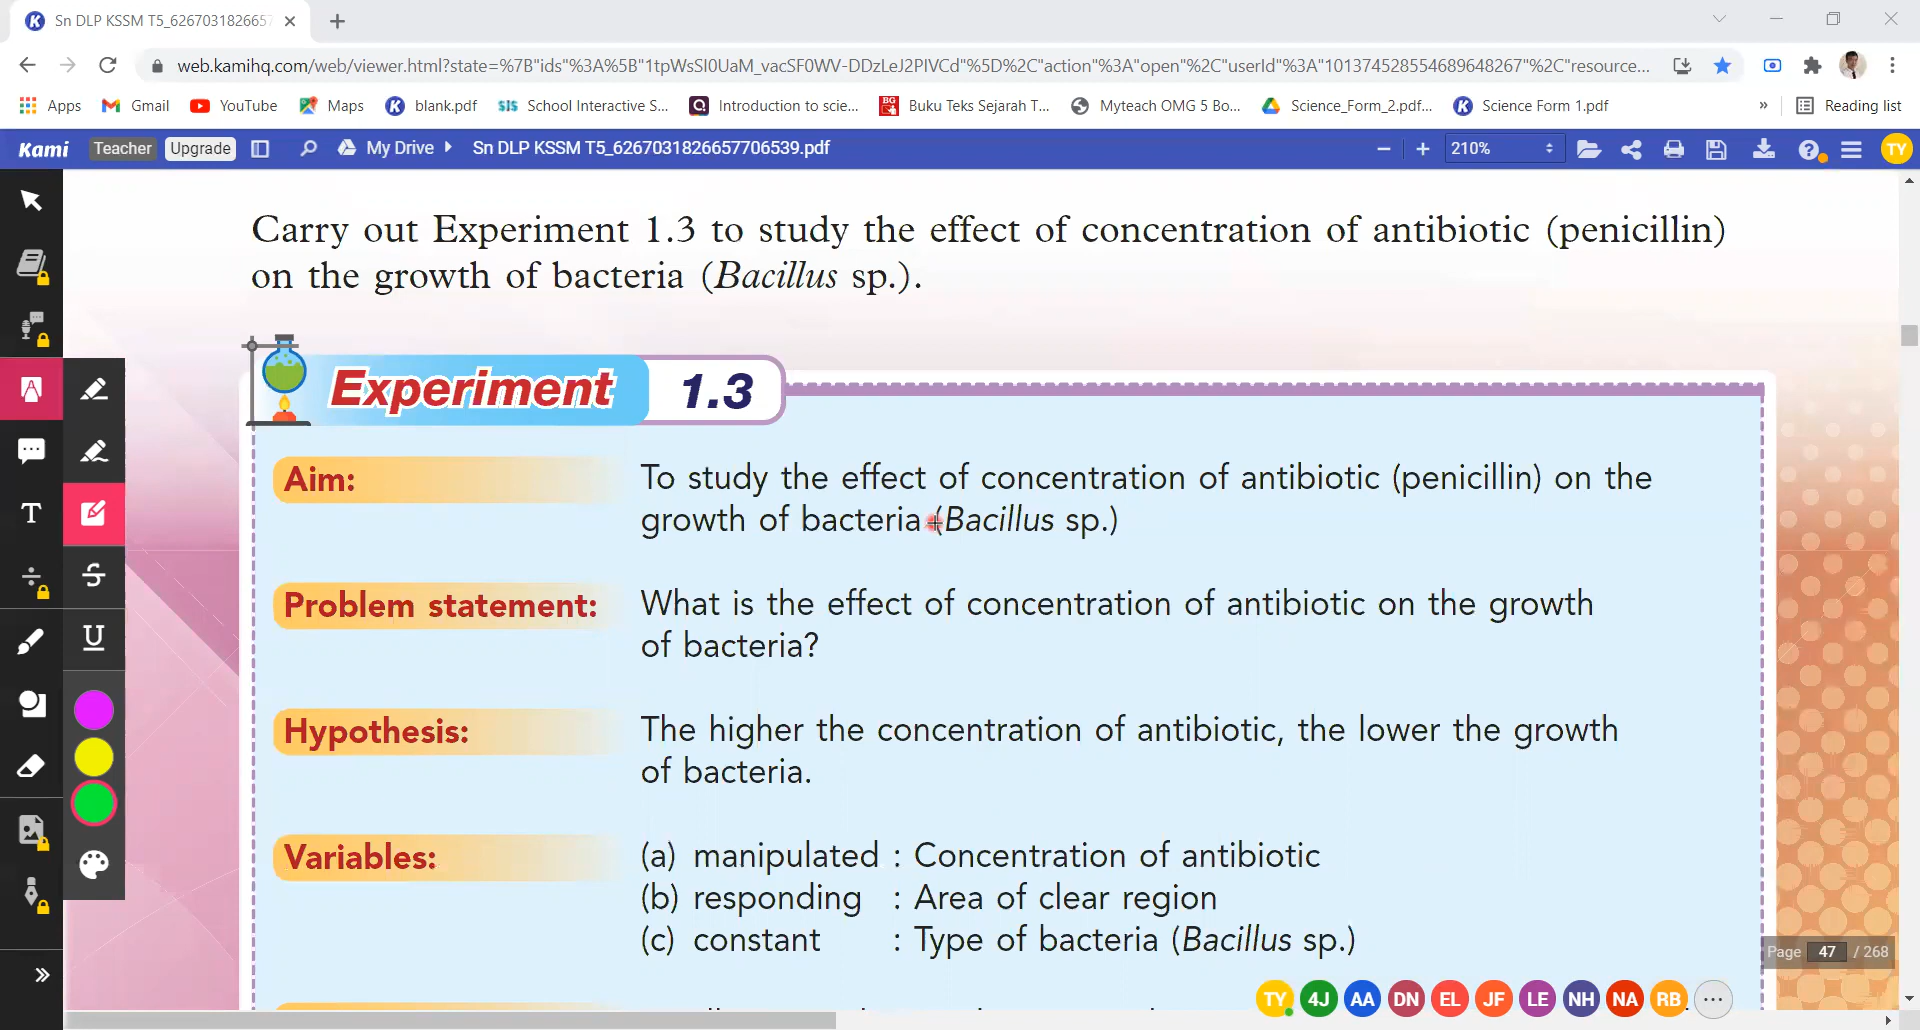 Sn DLP KSSM T5_62670318266577
web.kamihq.com/web/viewer.html?state=%7B"ids"%3A%5B"1tpWsSI0UaM_vacSF0WV-DDzLeJ2PIVCd"%5D%2C"action"%3A"open"%2C"userId"%3A"101374528554689648267"%2C"resource...
Apps Gmail YouTube Maps blank.pdf SIS School Interactive S... Introduction to scie... BG Buku Teks Sejarah T... Myteach OMG 5 Bo... Science_Form_2.pdf... Science Form 1.pdf » Reading list
Kami Teacher Upgrade My Drive Sn DLP KSSM T5_6267031826657706539.pdf 210% TY
Carry out Experiment 1.3 to study the effect of concentration of antibiotic (penicillin)
on the growth of bacteria (Bacillus sp.).
Experiment 1.3
Aim: To study the effect of concentration of antibiotic (penicillin) on the
growth of bacteria (Bacillus sp.)
Problem statement: What is the effect of concentration of antibiotic on the growth
of bacteria?
Hypothesis: The higher the concentration of antibiotic, the lower the growth
of bacteria.
Variables: (a) manipulated : Concentration of antibiotic
(b) responding : Area of clear region
(c) constant : Type of bacteria (Bacillus sp.)
Page 47 / 268
TY 4J AA DN EL JF LE NH NA RB ...